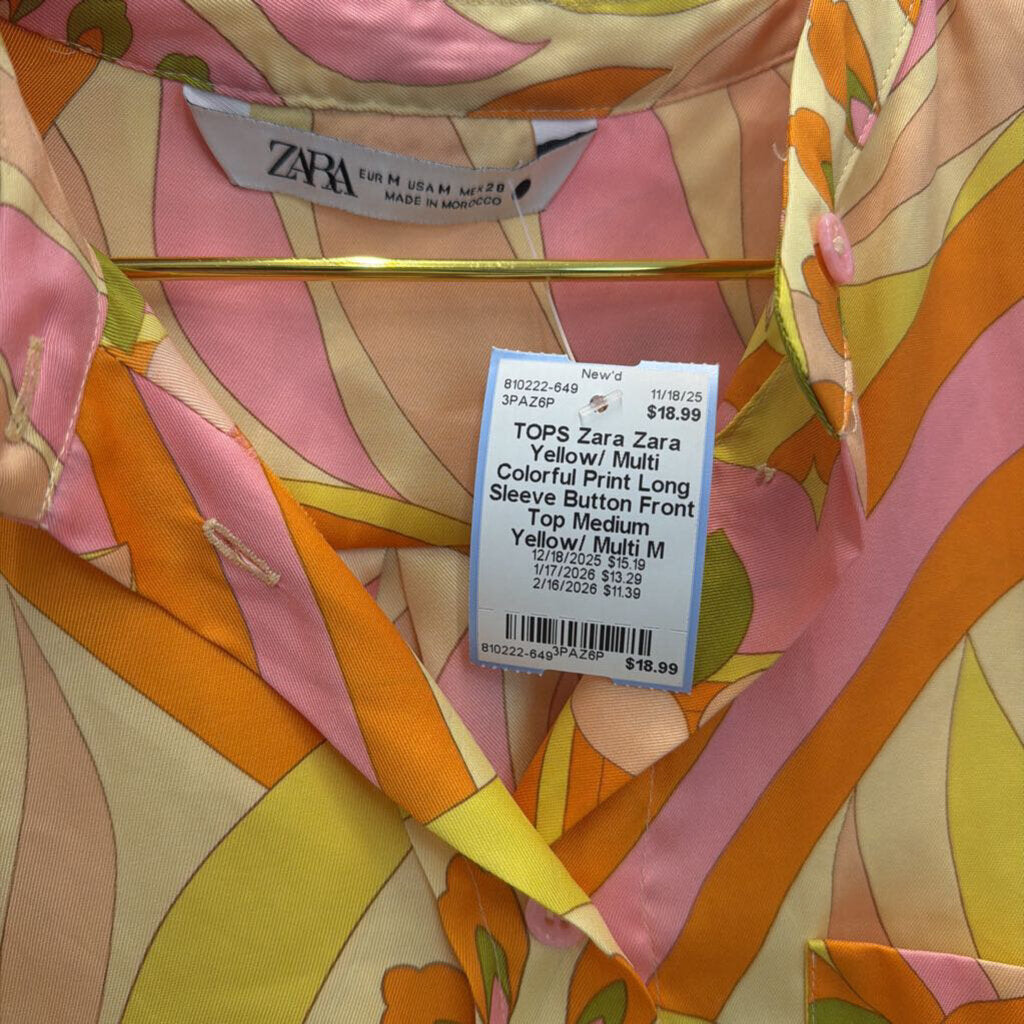 ZARA EUR M USA M MEX 28
MADE IN MOROCCO
New'd
810222-649 11/18/25
3PAZ6P $18.99
TOPS Zara Zara
Yellow/ Multi
Colorful Print Long
Sleeve Button Front
Top Medium
Yellow/ Multi M
12/18/2025 $15.19
1/17/2026 $13.29
2/16/2026 $11.39
810222-649 3PAZ6P $18.99